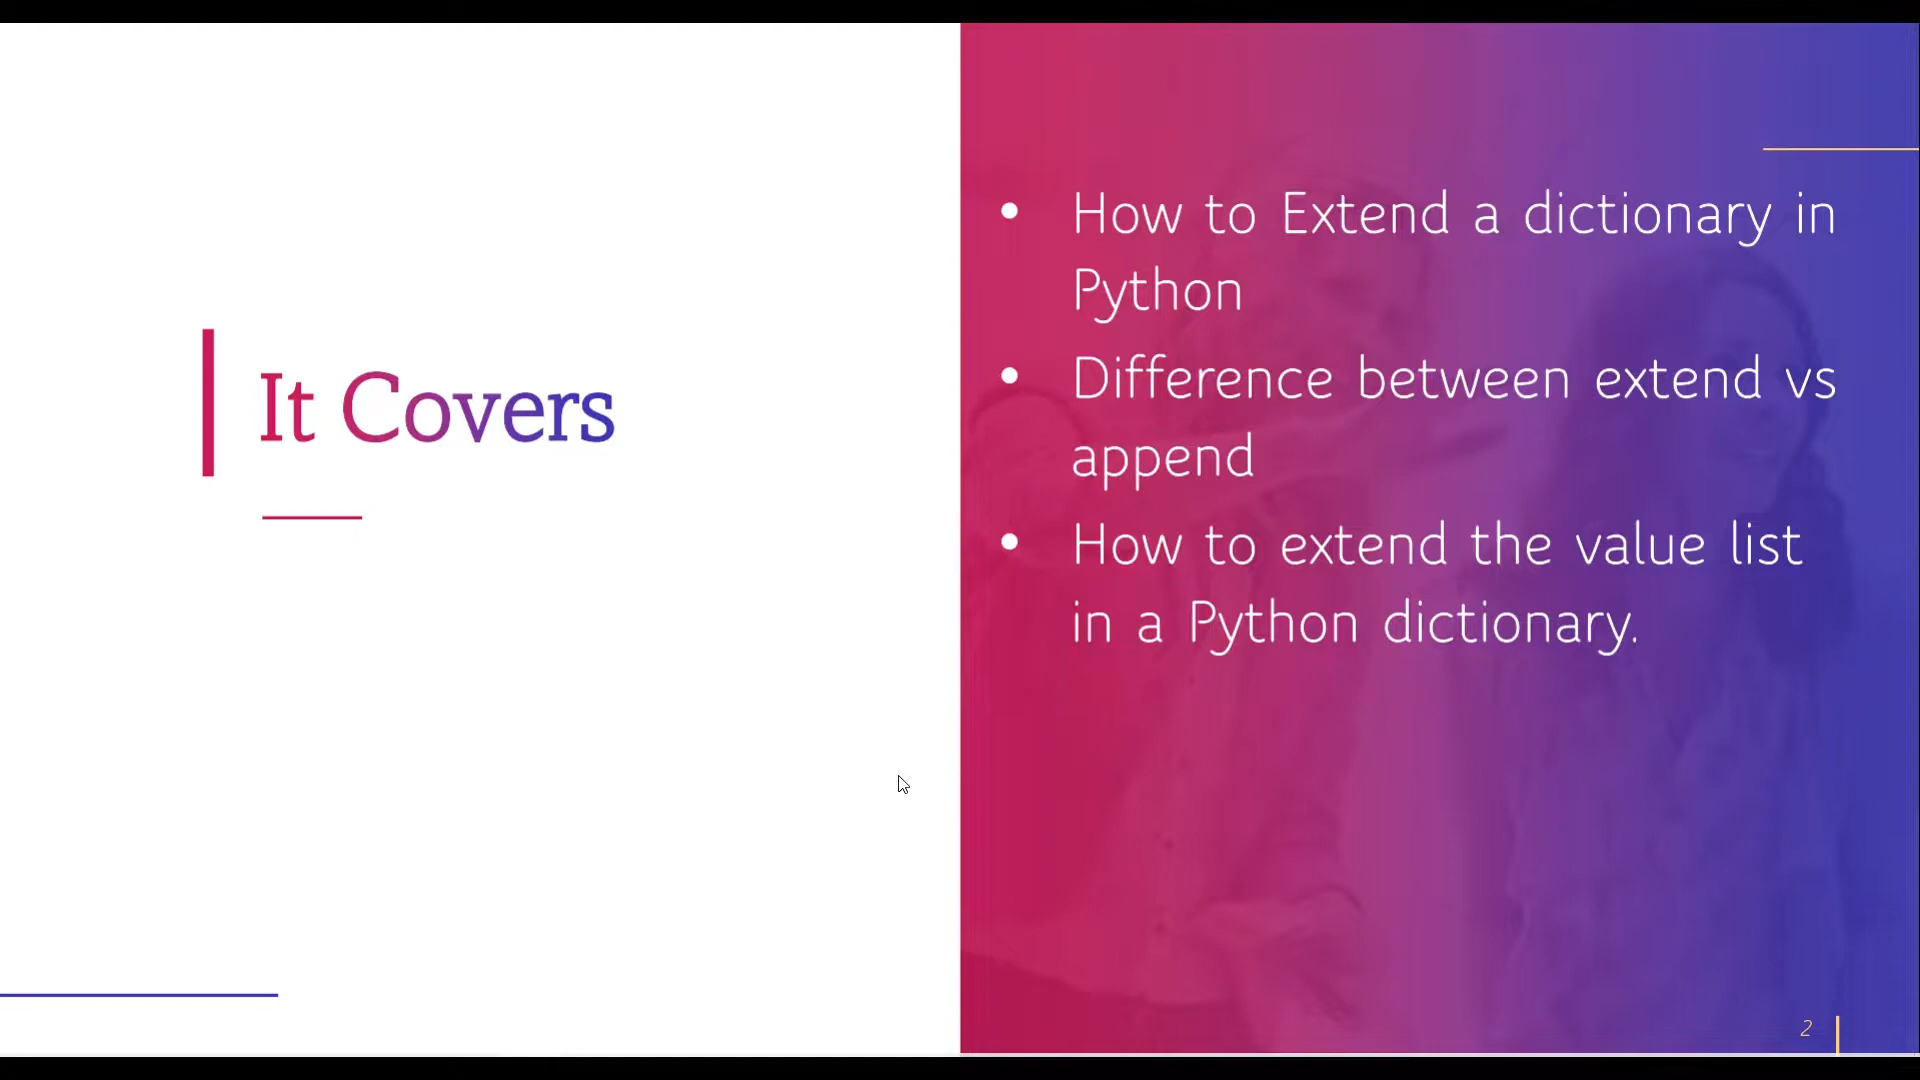 It Covers
• How to Extend a dictionary in
Python
• Difference between extend vs
append
• How to extend the value list
in a Python dictionary.
2